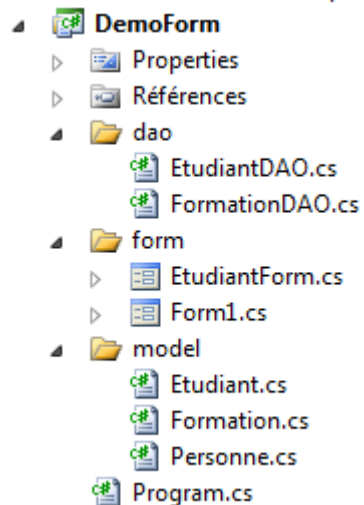 DemoForm
Properties
Références
dao
EtudiantDAO.cs
FormationDAO.cs
form
EtudiantForm.cs
Form1.cs
model
Etudiant.cs
Formation.cs
Personne.cs
Program.cs